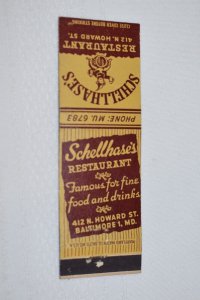 CLOSE COVER BEFORE STRIKING
412 N. HOWARD ST.
RESTAURANT
SCHELLHASE'S
PHONE: MU. 6783
Schellhase's
RESTAURANT
Famous for fine
food and drinks
412 N. HOWARD ST.
BALTIMORE 1, MD.